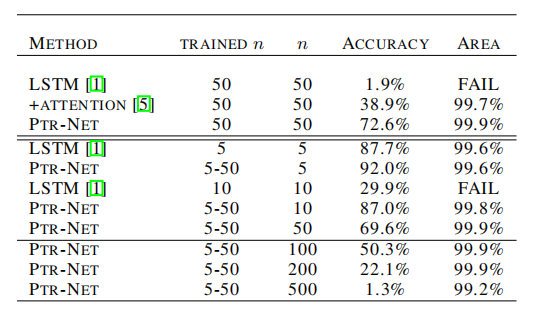 METHOD TRAINED n n ACCURACY AREA
LSTM [1] 50 50 1.9% FAIL
+ATTENTION [5] 50 50 38.9% 99.7%
PTR-NET 50 50 72.6% 99.9%
LSTM [1] 5 5 87.7% 99.6%
PTR-NET 5-50 5 92.0% 99.6%
LSTM [1] 10 10 29.9% FAIL
PTR-NET 5-50 10 87.0% 99.8%
PTR-NET 5-50 50 69.6% 99.9%
PTR-NET 5-50 100 50.3% 99.9%
PTR-NET 5-50 200 22.1% 99.9%
PTR-NET 5-50 500 1.3% 99.2%